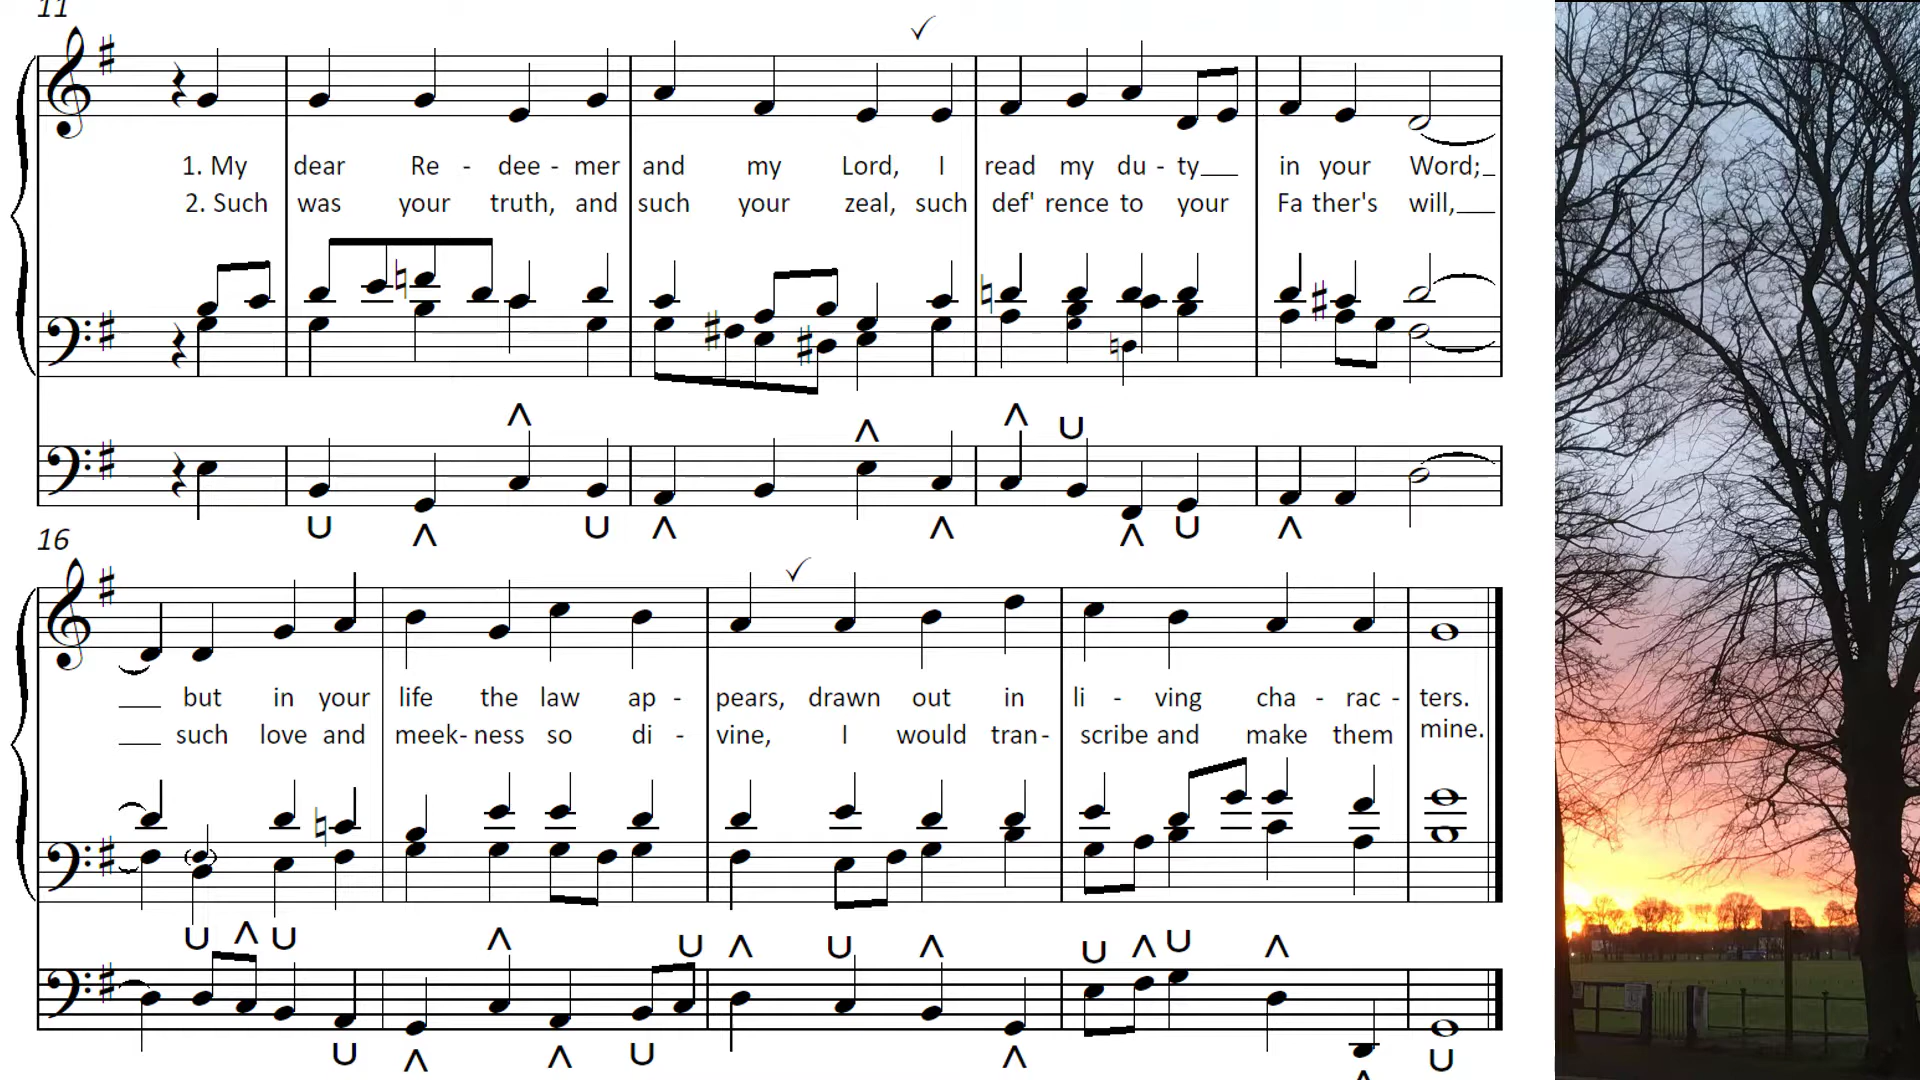 11
1. My dear Re - dee - mer and my Lord, I read my du - ty___ in your Word;_
2. Such was your truth, and such your zeal, such def' rence to your Fa ther's will,___
16
___ but in your life the law ap - pears, drawn out in li - ving cha - rac - ters.
___ such love and meek- ness so di - vine, I would tran- scribe and make them mine.